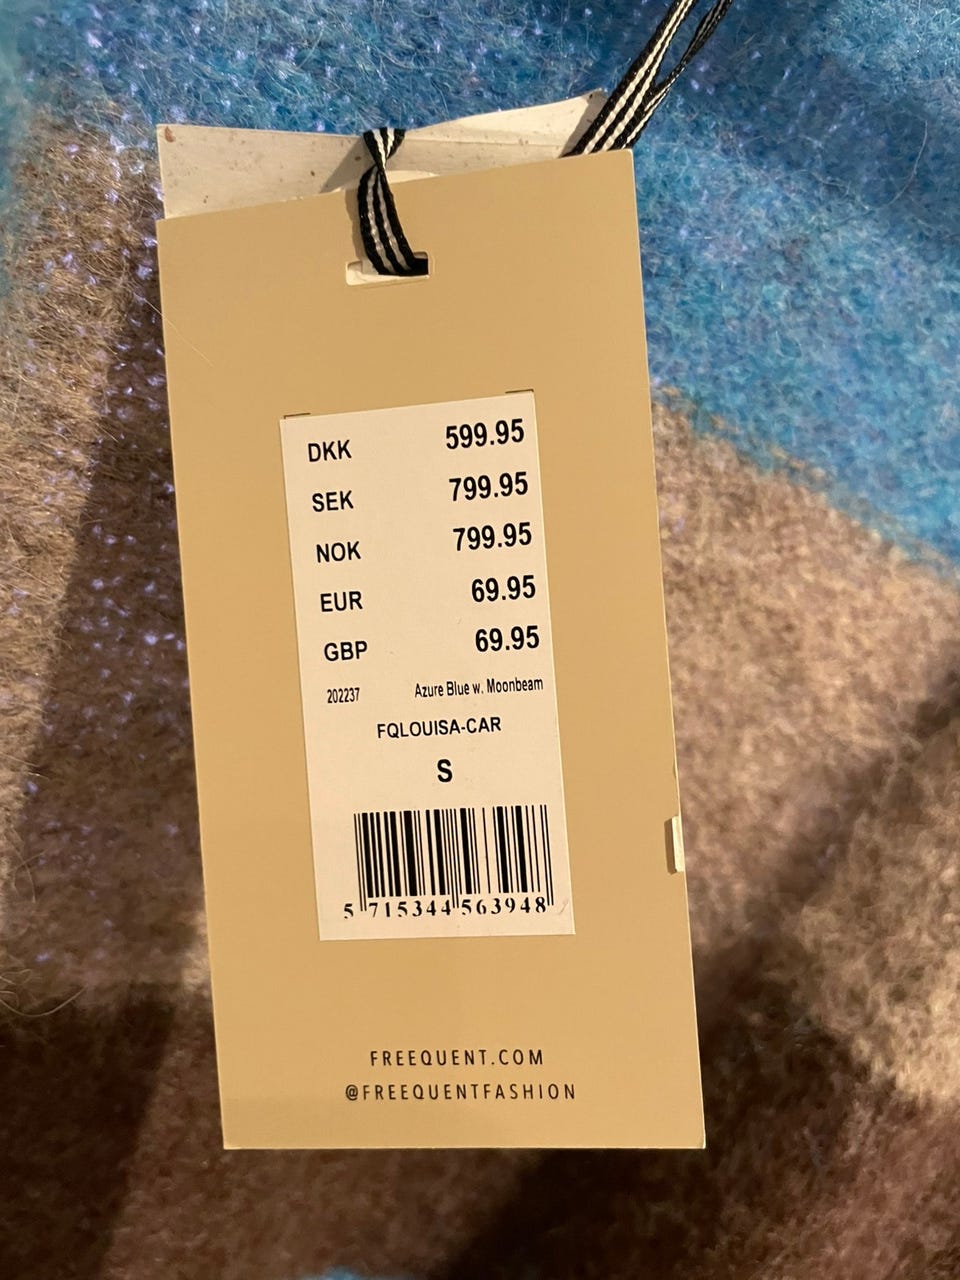 DKK 599.95
SEK 799.95
NOK 799.95
EUR 69.95
GBP 69.95
202237 Azure Blue w. Moonbeam
FQLOUISA-CAR
S
5 715344 563948
FREEQUENT.COM
@FREEQUENTFASHION